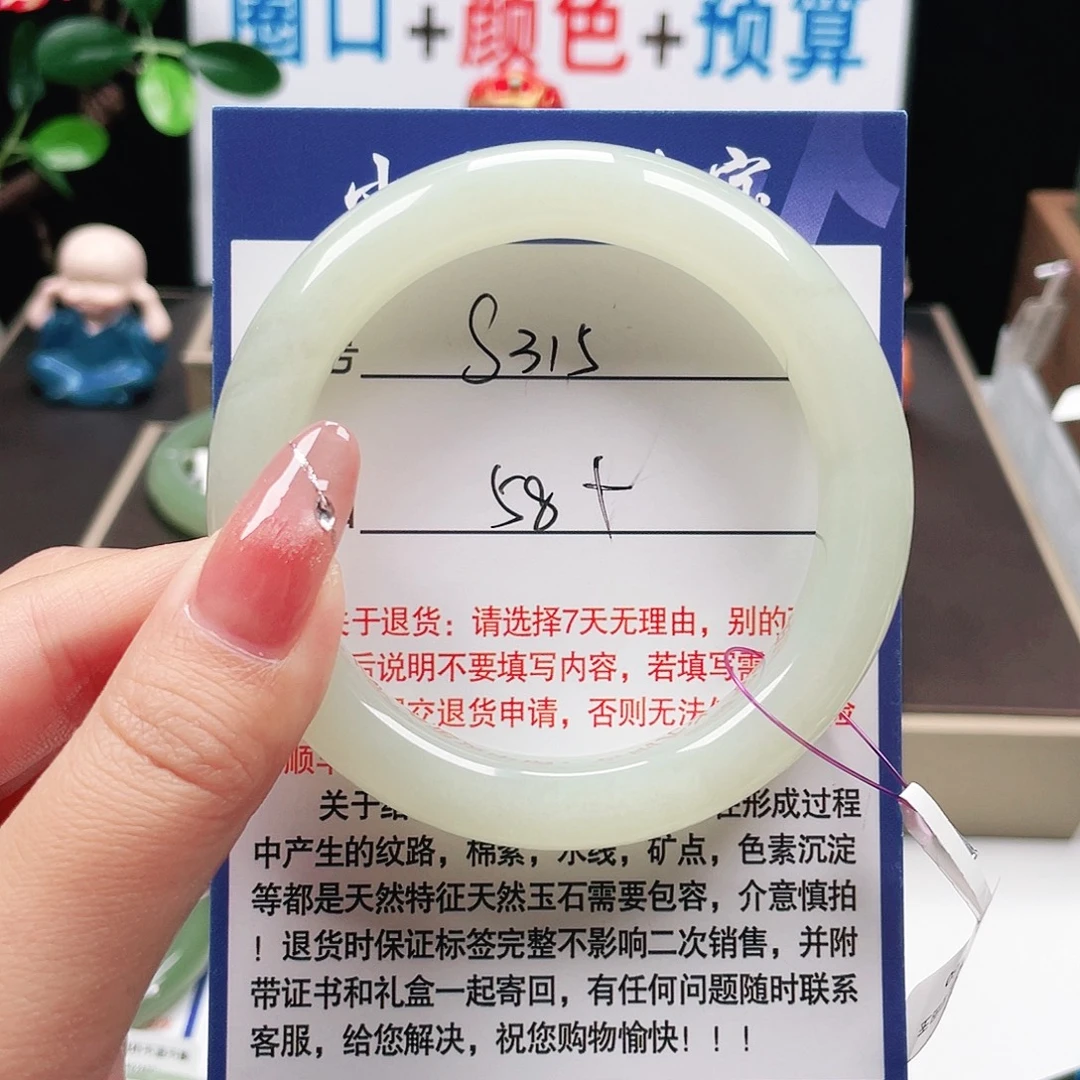 圈口+颜色+预算
号 S315
58+
关于退货：请选择7天无理由，别的
后说明不要填写内容，若填写需
交退货申请，否则无法
顺丰
关于 在形成过程
中产生的纹路，棉絮，水线，矿点，色素沉淀
等都是天然特征天然玉石需要包容，介意慎拍
！退货时保证标签完整不影响二次销售，并附
带证书和礼盒一起寄回，有任何问题随时联系
客服，给您解决，祝您购物愉快！！！